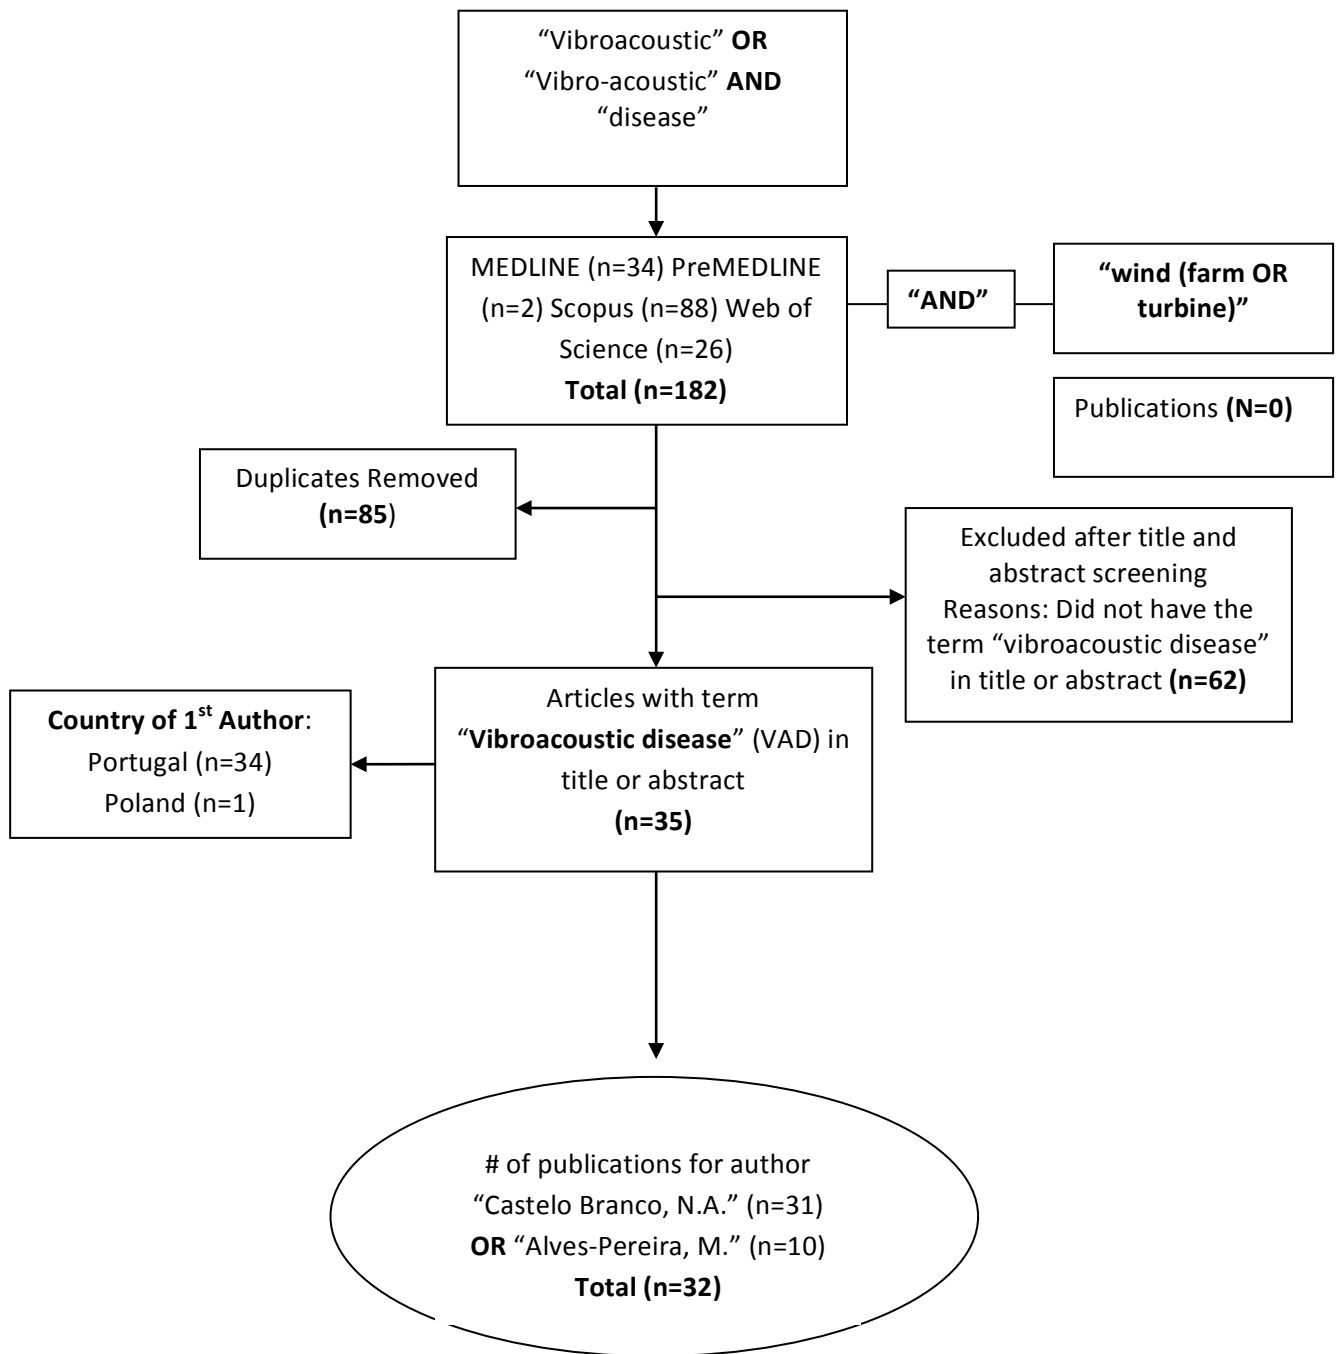 “Vibroacoustic” OR
“Vibro-acoustic” AND
“disease”
MEDLINE (n=34) PreMEDLINE
(n=2) Scopus (n=88) Web of
Science (n=26)
Total (n=182)
“AND”
“wind (farm OR
turbine)”
Publications (N=0)
Duplicates Removed
(n=85)
Excluded after title and
abstract screening
Reasons: Did not have the
term “vibroacoustic disease”
in title or abstract (n=62)
Articles with term
“Vibroacoustic disease” (VAD) in
title or abstract
(n=35)
Country of 1st Author:
Portugal (n=34)
Poland (n=1)
# of publications for author
“Castelo Branco, N.A.” (n=31)
OR “Alves-Pereira, M.” (n=10)
Total (n=32)